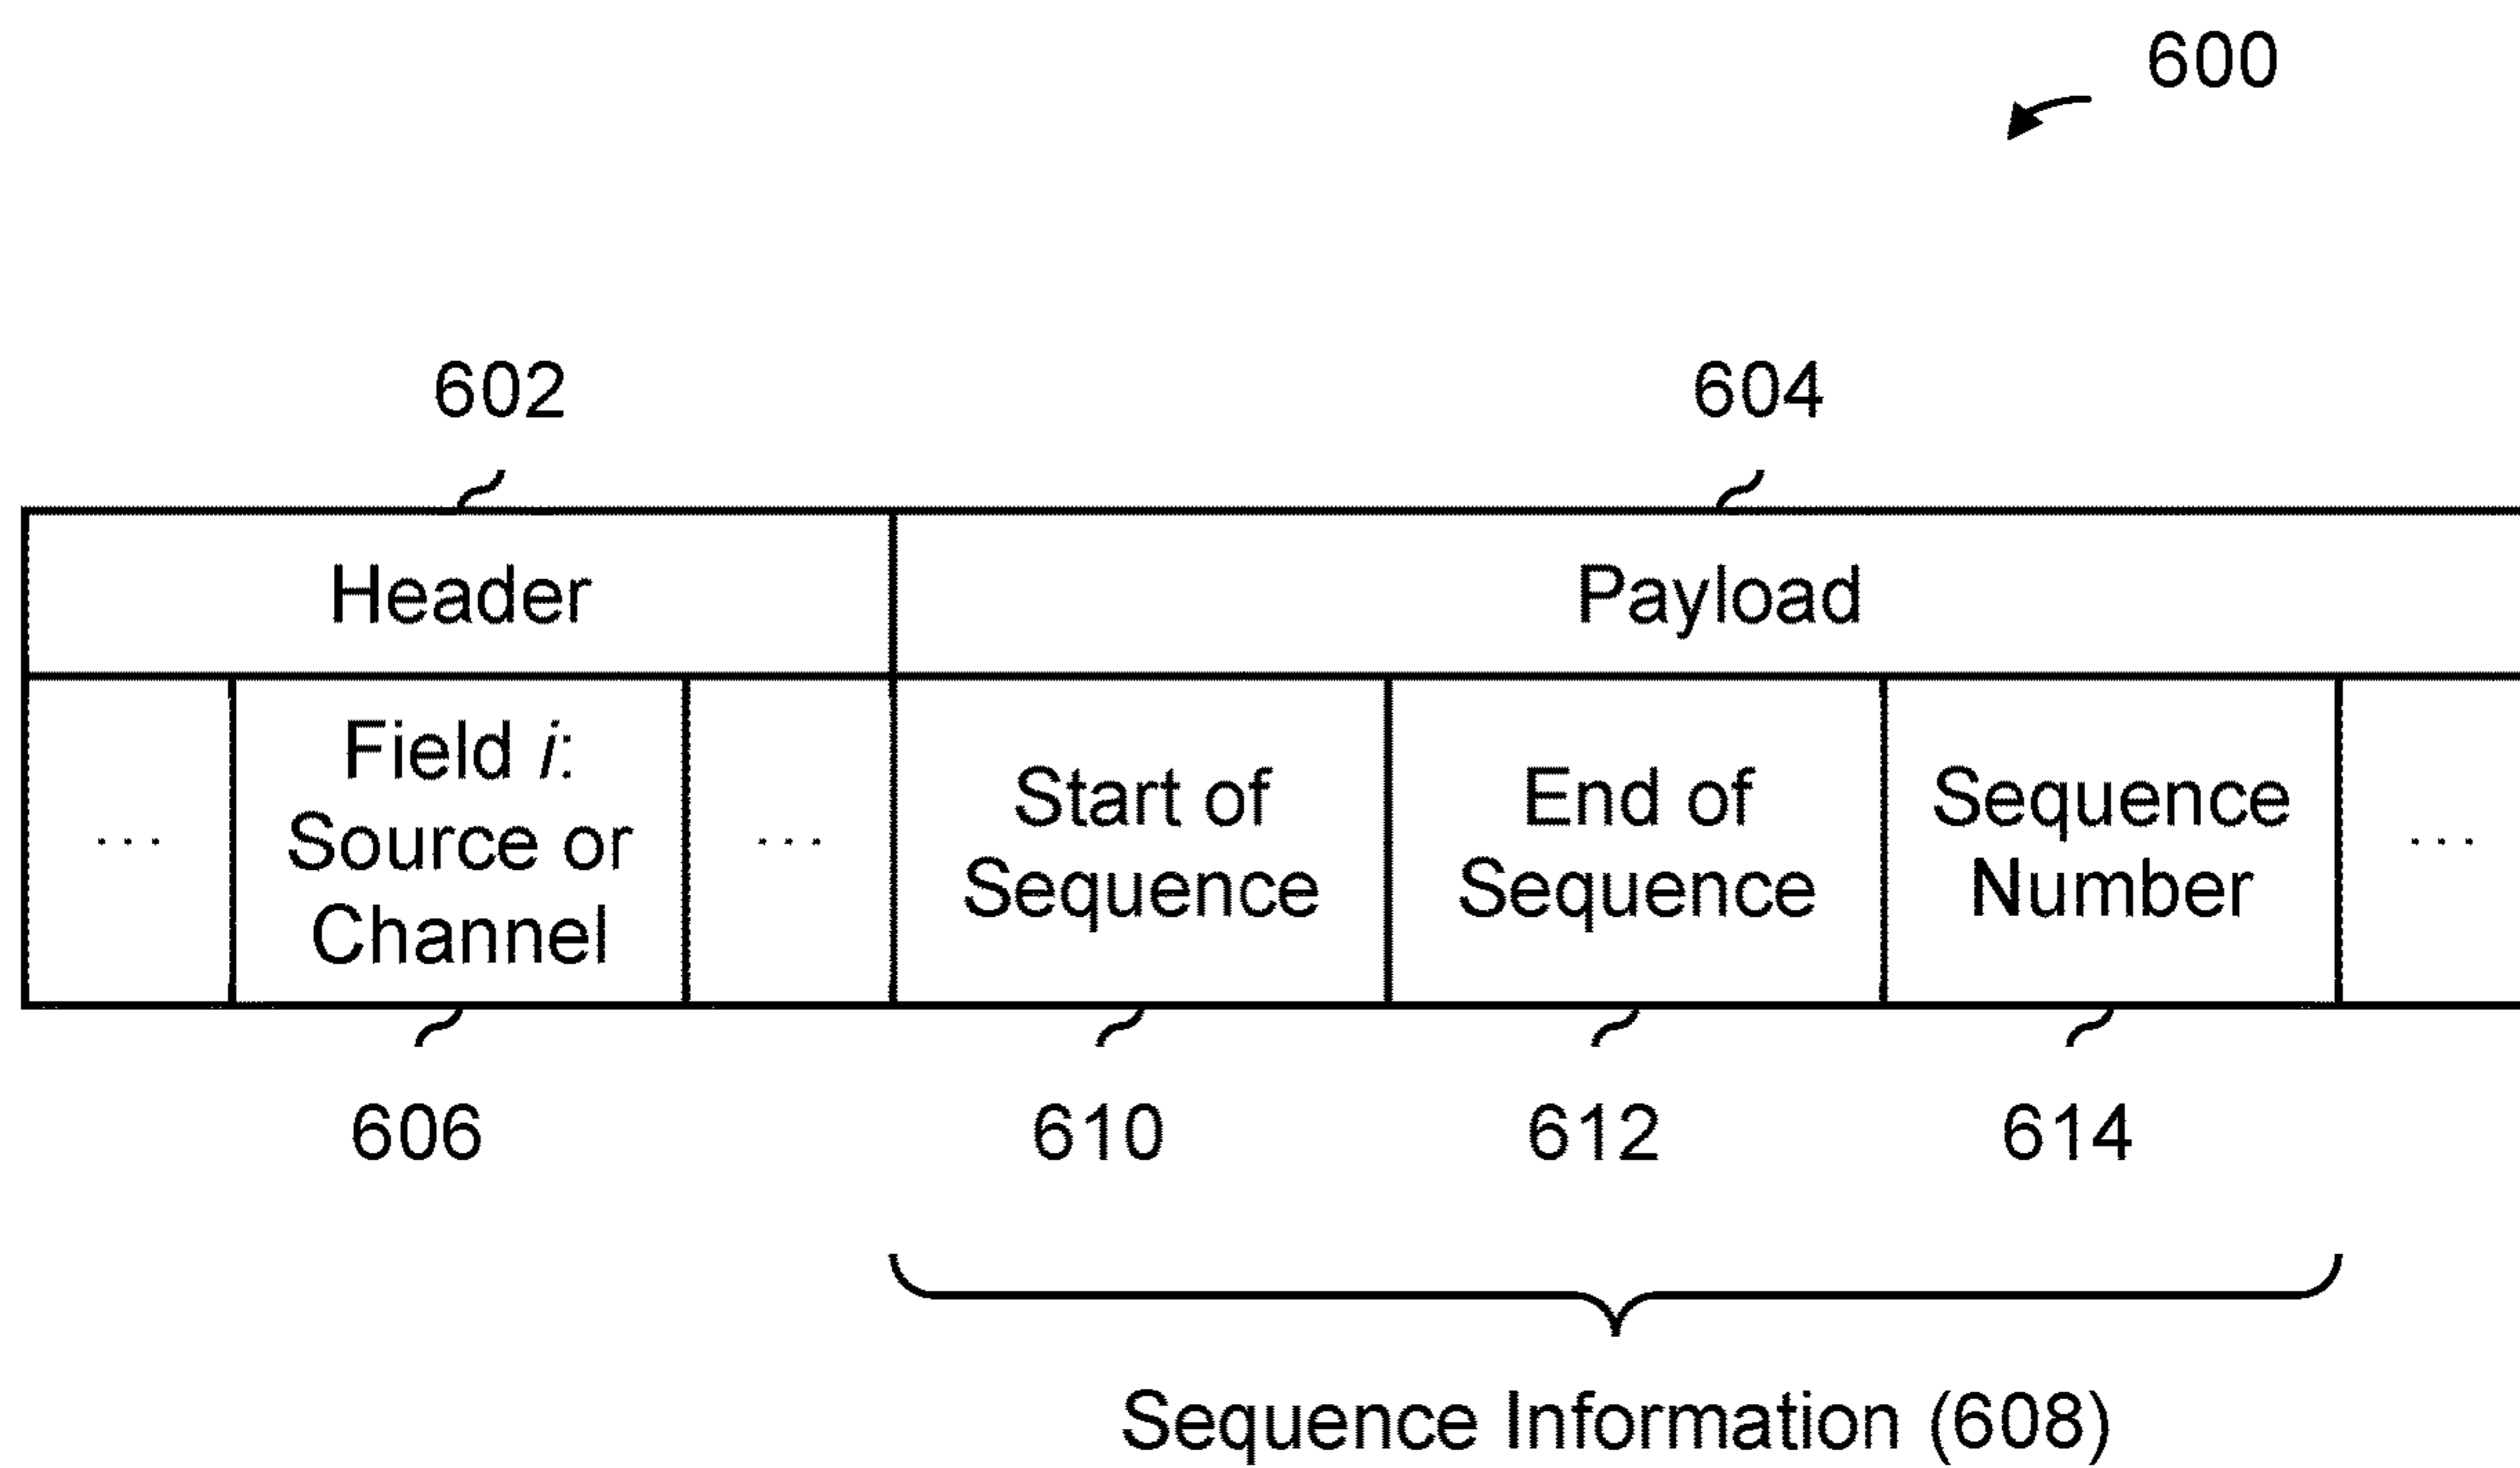 600
602
604
Header
Payload
...
Field i:
Source or
Channel
...
Start of
Sequence
End of
Sequence
Sequence
Number
...
606
610
612
614
Sequence Information (608)